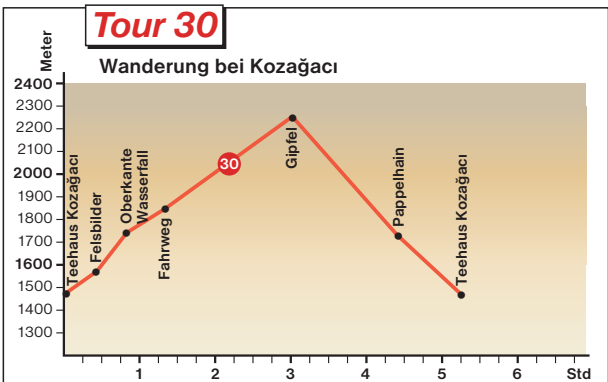 Tour 30
Meter
Wanderung bei Kozağacı
2400
2300
2200
2100
2000
1900
1800
1700
1600
1500
1400
1300
Teehaus Kozağacı
Felsbilder
Oberkante
Wasserfall
Fahrweg
30
Gipfel
Pappelhain
Teehaus Kozağacı
1 2 3 4 5 6 Std